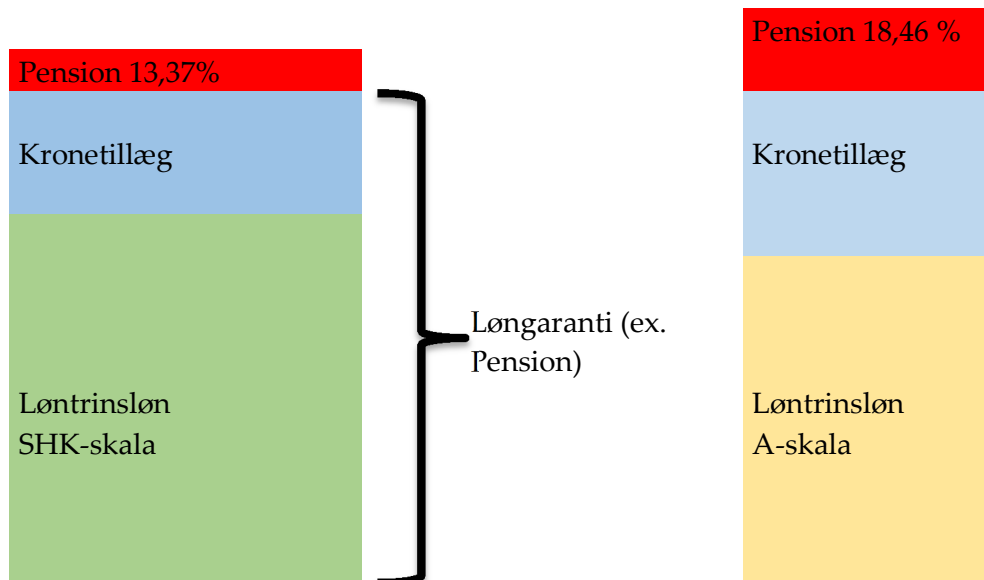 Pension 13,37%
Kronetillæg
Løntrinsløn
SHK-skala
Løngaranti (ex.
Pension)
Pension 18,46 %
Kronetillæg
Løntrinsløn
A-skala